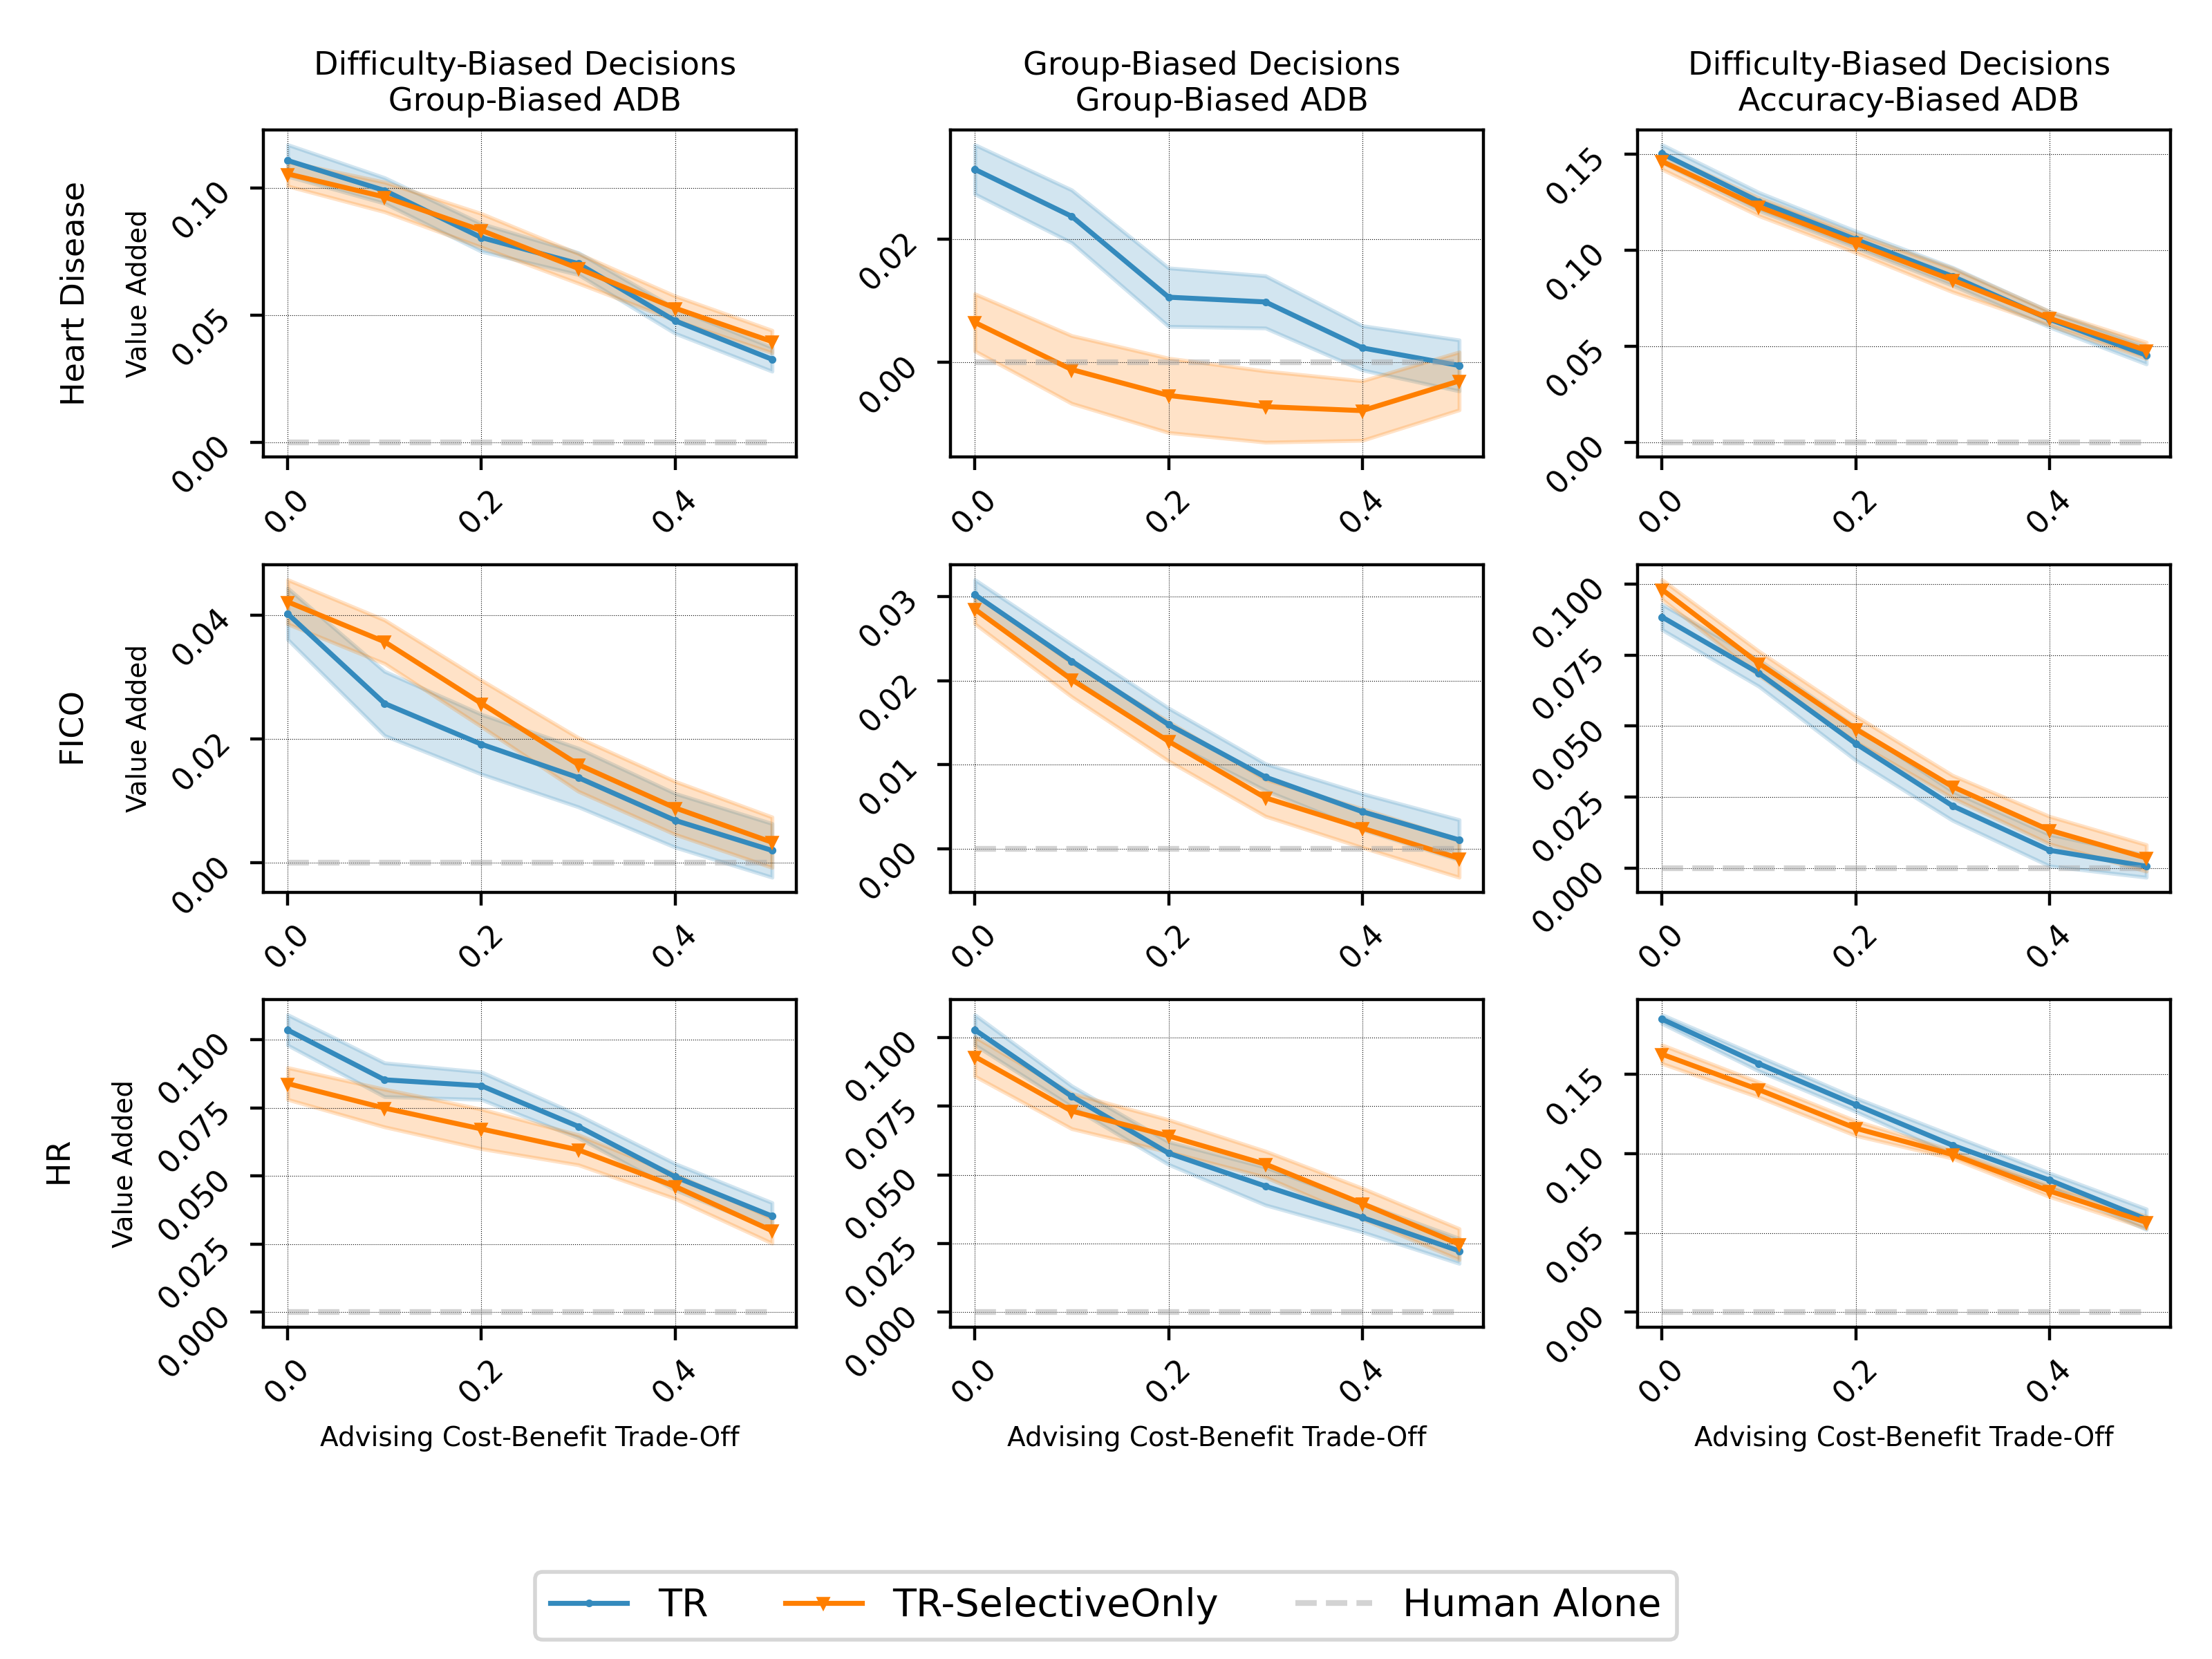 Difficulty-Biased Decisions
Group-Biased ADB
Group-Biased Decisions
Group-Biased ADB
Difficulty-Biased Decisions
Accuracy-Biased ADB
Heart Disease
Value Added
0.10
0.05
0.00
0.0 0.2 0.4
0.02
0.00
0.0 0.2 0.4
0.15
0.10
0.05
0.00
0.0 0.2 0.4
FICO
Value Added
0.04
0.02
0.00
0.0 0.2 0.4
0.03
0.02
0.01
0.00
0.0 0.2 0.4
0.100
0.075
0.050
0.025
0.000
0.0 0.2 0.4
HR
Value Added
0.100
0.075
0.050
0.025
0.000
0.0 0.2 0.4
Advising Cost-Benefit Trade-Off
0.100
0.075
0.050
0.025
0.000
0.0 0.2 0.4
Advising Cost-Benefit Trade-Off
0.15
0.10
0.05
0.00
0.0 0.2 0.4
Advising Cost-Benefit Trade-Off
TR TR-SelectiveOnly Human Alone